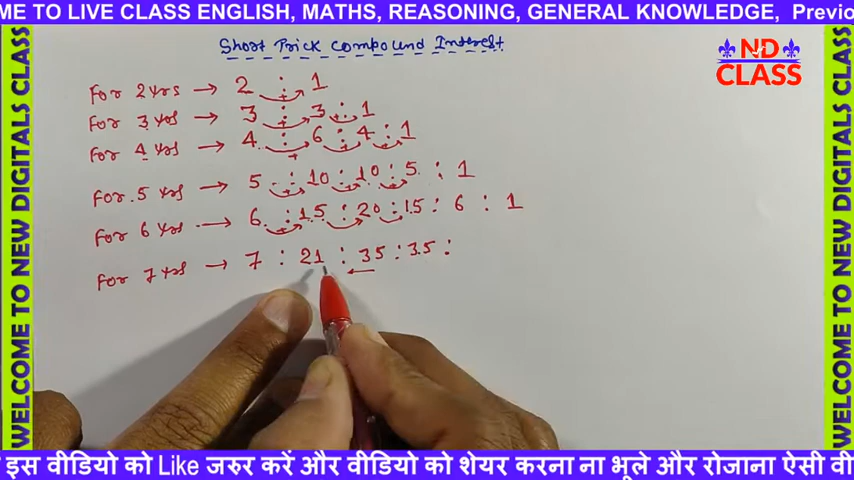 ME TO LIVE CLASS ENGLISH, MATHS, REASONING, GENERAL KNOWLEDGE, Previo
Short Trick Compound Interest
ND
CLASS
For 2 Yrs → 2 : 1
For 3 Yrs → 3 : 3 : 1
For 4 Yrs → 4 : 6 : 4 : 1
For 5 Yrs → 5 : 10 : 10 : 5 : 1
For 6 Yrs → 6 : 15 : 20 : 15 : 6 : 1
For 7 Yrs → 7 : 21 : 35 : 35 :
WELCOME TO NEW DIGITALS CLASS
WELCOME TO NEW DIGITALS CLASS
इस वीडियो को Like जरुर करें और वीडियो को शेयर करना ना भूले और रोजाना ऐसी वी